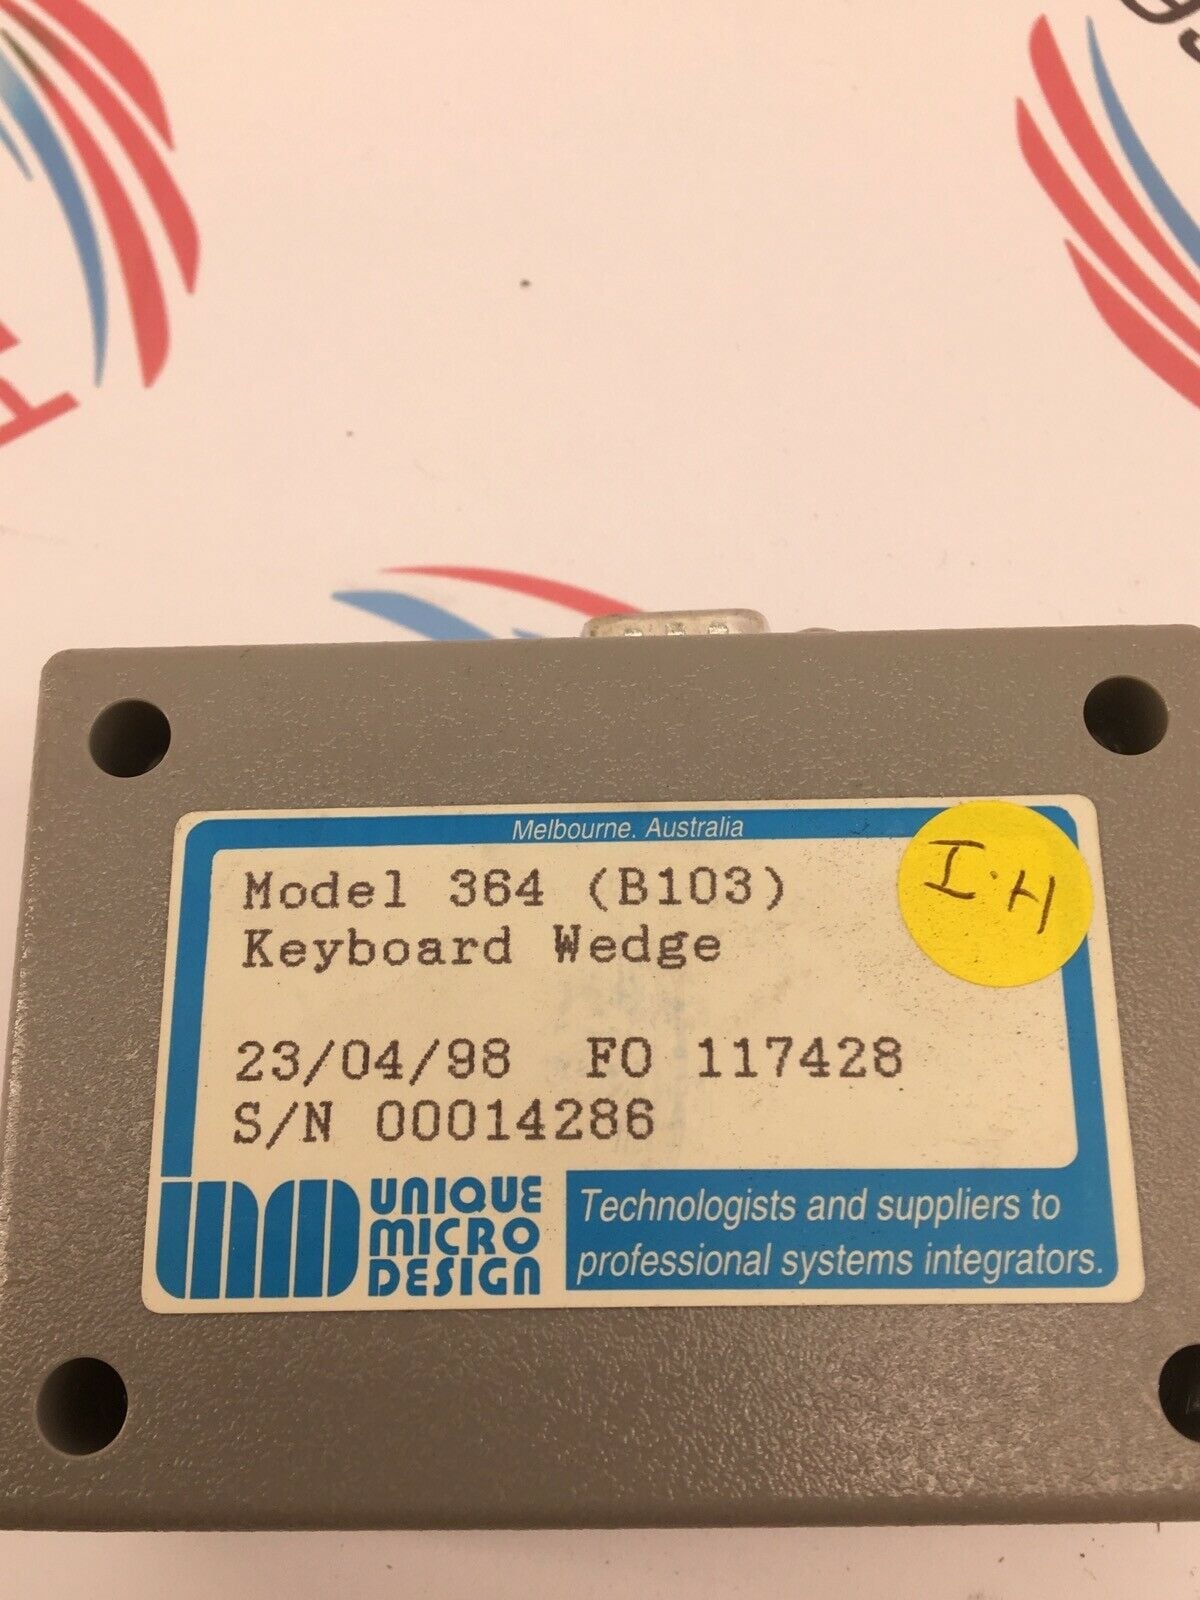 Melbourne. Australia
Model 364 (B103)
Keyboard Wedge
I.H
23/04/98 FO 117428
S/N 00014286
UNIQUE
MICRO
DESIGN
Technologists and suppliers to
professional systems integrators.